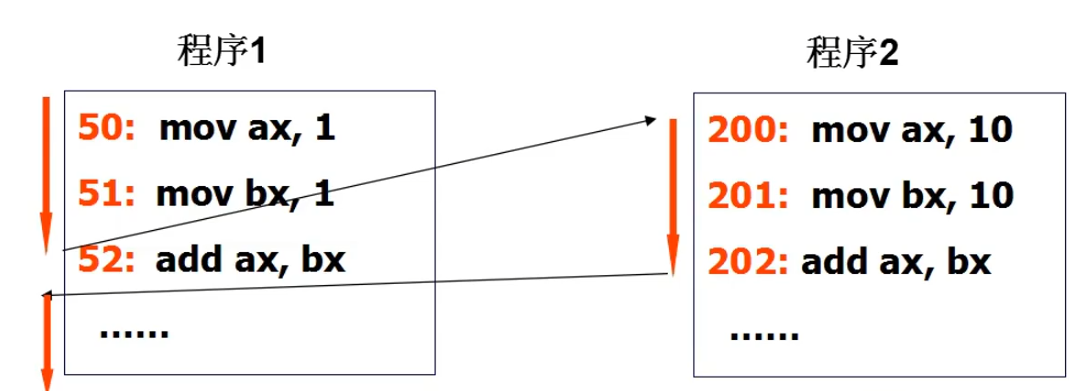 程序1
50: mov ax, 1
51: mov bx, 1
52: add ax, bx
......
程序2
200: mov ax, 10
201: mov bx, 10
202: add ax, bx
......